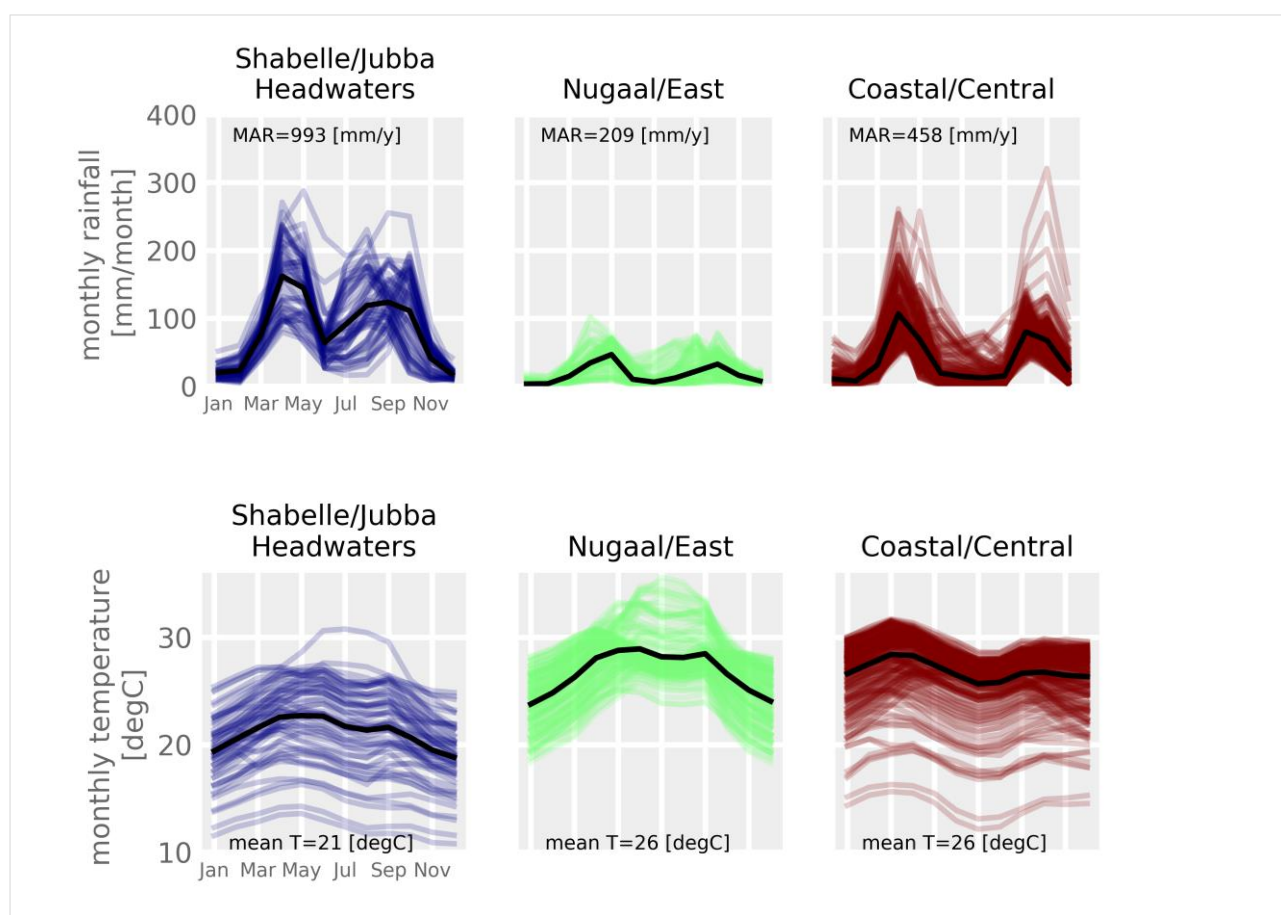 Shabelle/Jubba
Headwaters
Nugaal/East
Coastal/Central
monthly rainfall
[mm/month]
400
300
200
100
0
MAR=993 [mm/y]
MAR=209 [mm/y]
MAR=458 [mm/y]
Jan Mar May Jul Sep Nov
Shabelle/Jubba
Headwaters
Nugaal/East
Coastal/Central
monthly temperature
[degC]
30
20
10
mean T=21 [degC]
mean T=26 [degC]
mean T=26 [degC]
Jan Mar May Jul Sep Nov